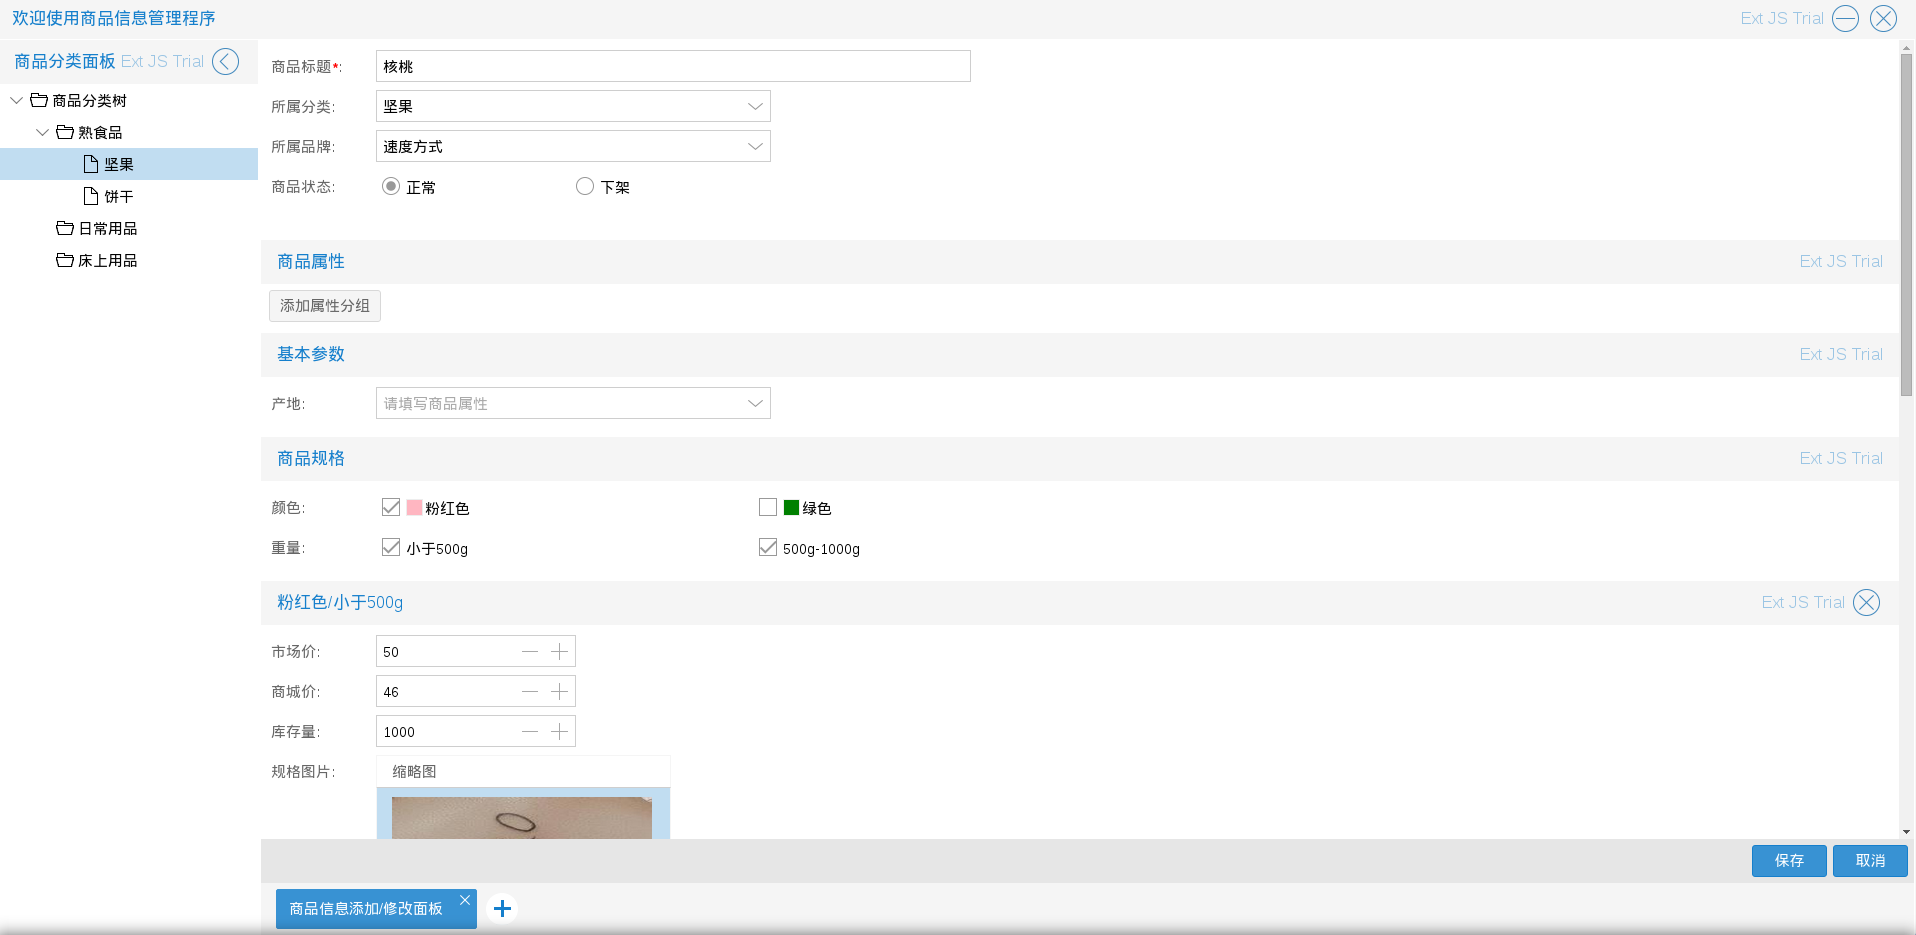 欢迎使用商品信息管理程序 Ext JS Trial
商品分类面板 Ext JS Trial
商品分类树
熟食品
坚果
饼干
日常用品
床上用品
商品标题*: 核桃
所属分类: 坚果
所属品牌: 速度方式
商品状态: 正常 下架
商品属性 Ext JS Trial
添加属性分组
基本参数 Ext JS Trial
产地: 请填写商品属性
商品规格 Ext JS Trial
颜色: 粉红色 绿色
重量: 小于500g 500g-1000g
粉红色/小于500g Ext JS Trial
市场价: 50
商城价: 46
库存量: 1000
规格图片: 缩略图
保存 取消
商品信息添加/修改面板